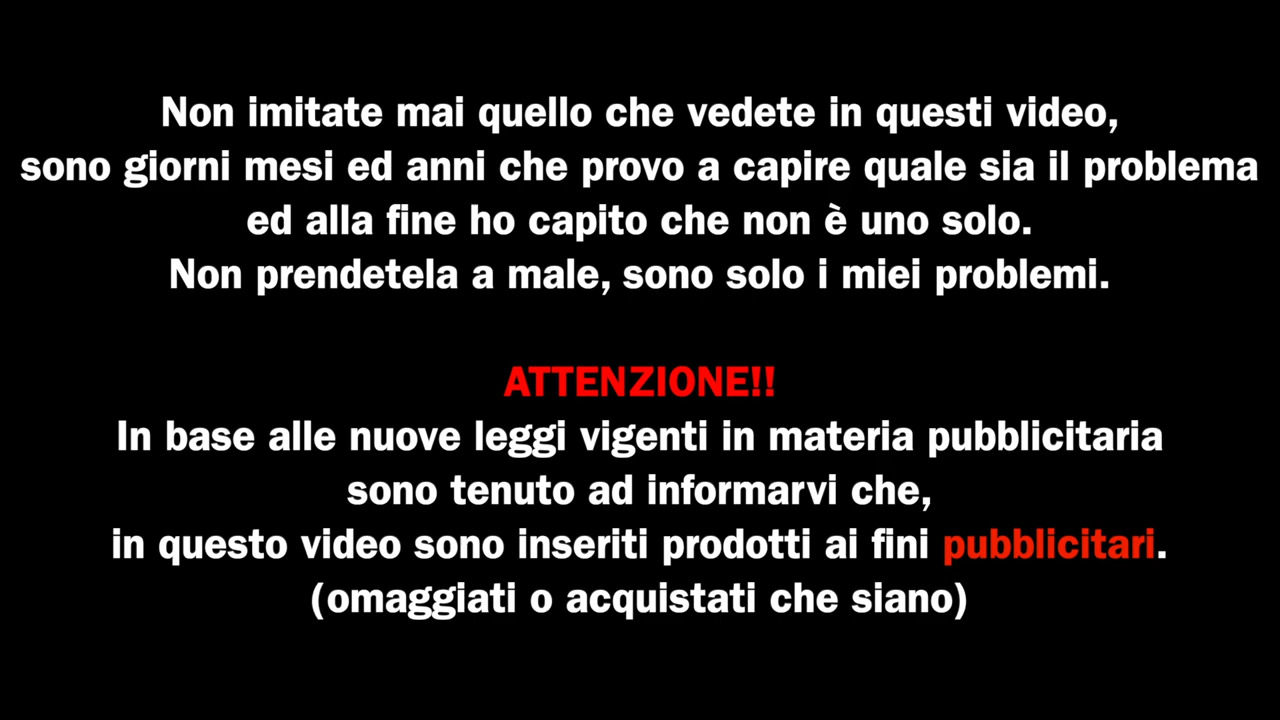 Non imitate mai quello che vedete in questi video,
sono giorni mesi ed anni che provo a capire quale sia il problema
ed alla fine ho capito che non è uno solo.
Non prendetela a male, sono solo i miei problemi.
ATTENZIONE!!
In base alle nuove leggi vigenti in materia pubblicitaria
sono tenuto ad informarvi che,
in questo video sono inseriti prodotti ai fini pubblicitari.
(omaggiati o acquistati che siano)